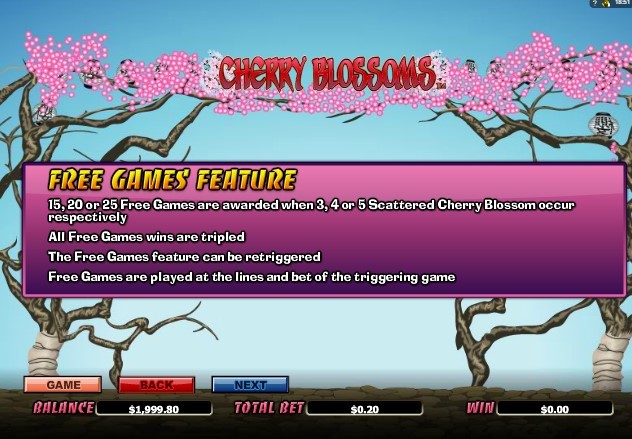 ? 18:51
CHERRY BLOSSOMS™
FREE GAMES FEATURE
15, 20 or 25 Free Games are awarded when 3, 4 or 5 Scattered Cherry Blossom occur
respectively
All Free Games wins are tripled
The Free Games feature can be retriggered
Free Games are played at the lines and bet of the triggering game
GAME BACK NEXT
BALANCE $1,999.80 TOTAL BET $0.20 WIN $0.00